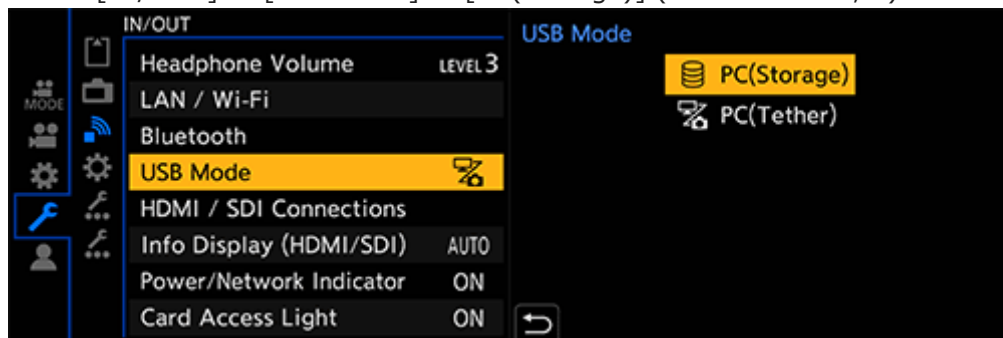 IN/OUT
USB Mode
Headphone Volume LEVEL 3
PC(Storage)
LAN / Wi-Fi
PC(Tether)
MODE
Bluetooth
USB Mode
HDMI / SDI Connections
Info Display (HDMI/SDI) AUTO
Power/Network Indicator ON
Card Access Light ON